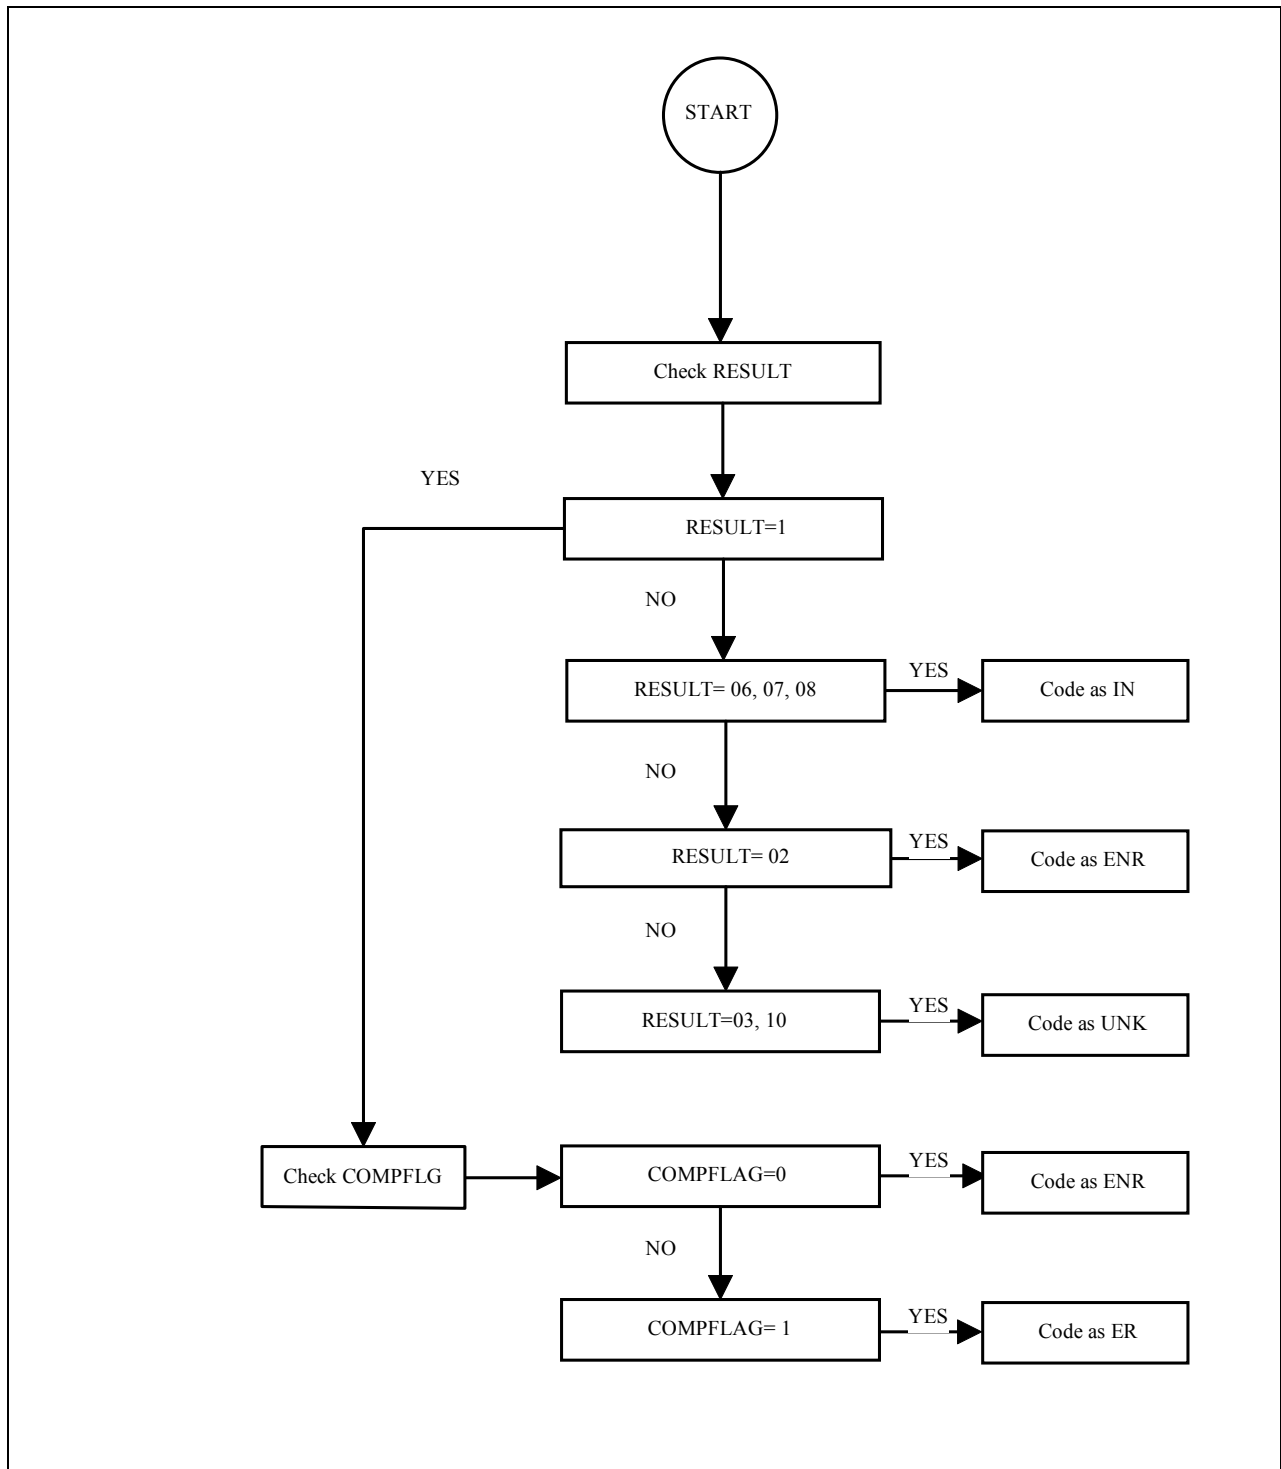 START
Check RESULT
YES
RESULT=1
NO
RESULT= 06, 07, 08
YES
Code as IN
NO
RESULT= 02
YES
Code as ENR
NO
RESULT=03, 10
YES
Code as UNK
Check COMPFLG
COMPFLAG=0
YES
Code as ENR
NO
COMPFLAG= 1
YES
Code as ER